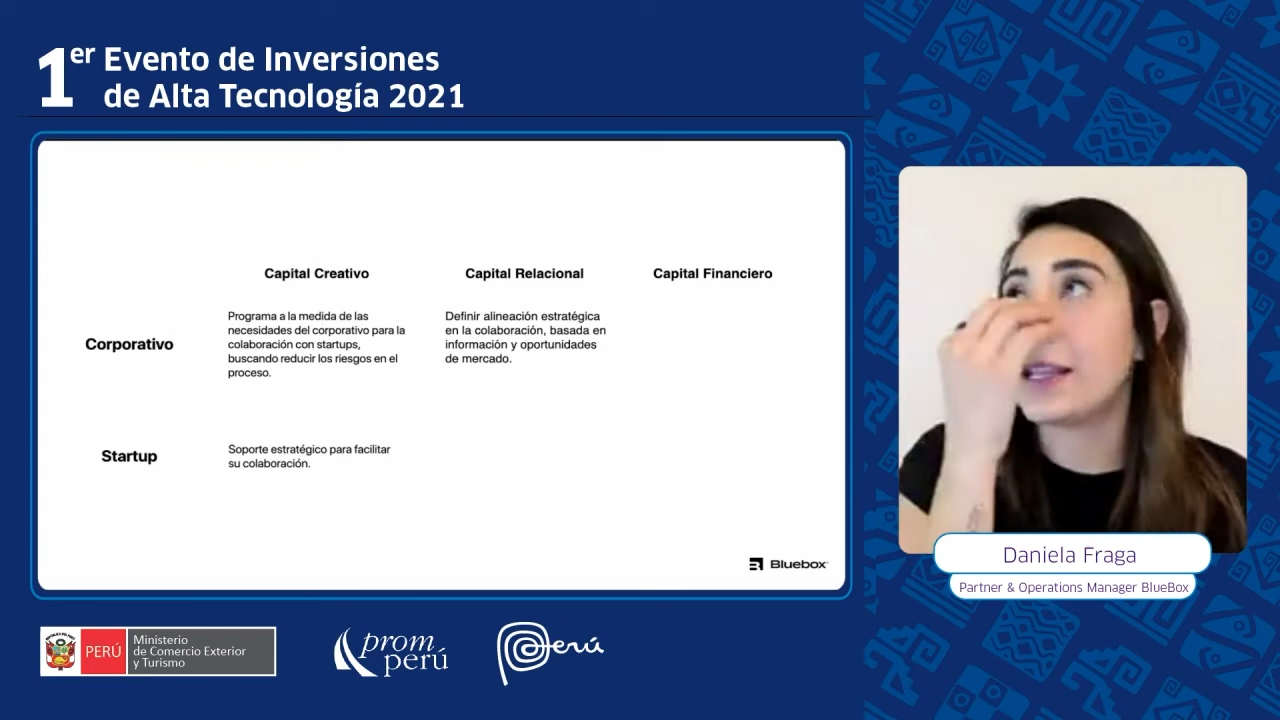 1er Evento de Inversiones
de Alta Tecnología 2021
Capital Creativo
Capital Relacional
Capital Financiero
Corporativo
Programa a la medida de las
necesidades del corporativo para la
colaboración con startups,
buscando reducir los riesgos en el
proceso.
Definir alineación estratégica
en la colaboración, basada en
información y oportunidades
de mercado.
Startup
Soporte estratégico para facilitar
su colaboración.
Bluebox
Daniela Fraga
Partner & Operations Manager BlueBox
PERÚ
Ministerio
de Comercio Exterior
y Turismo
prom
perú
Perú